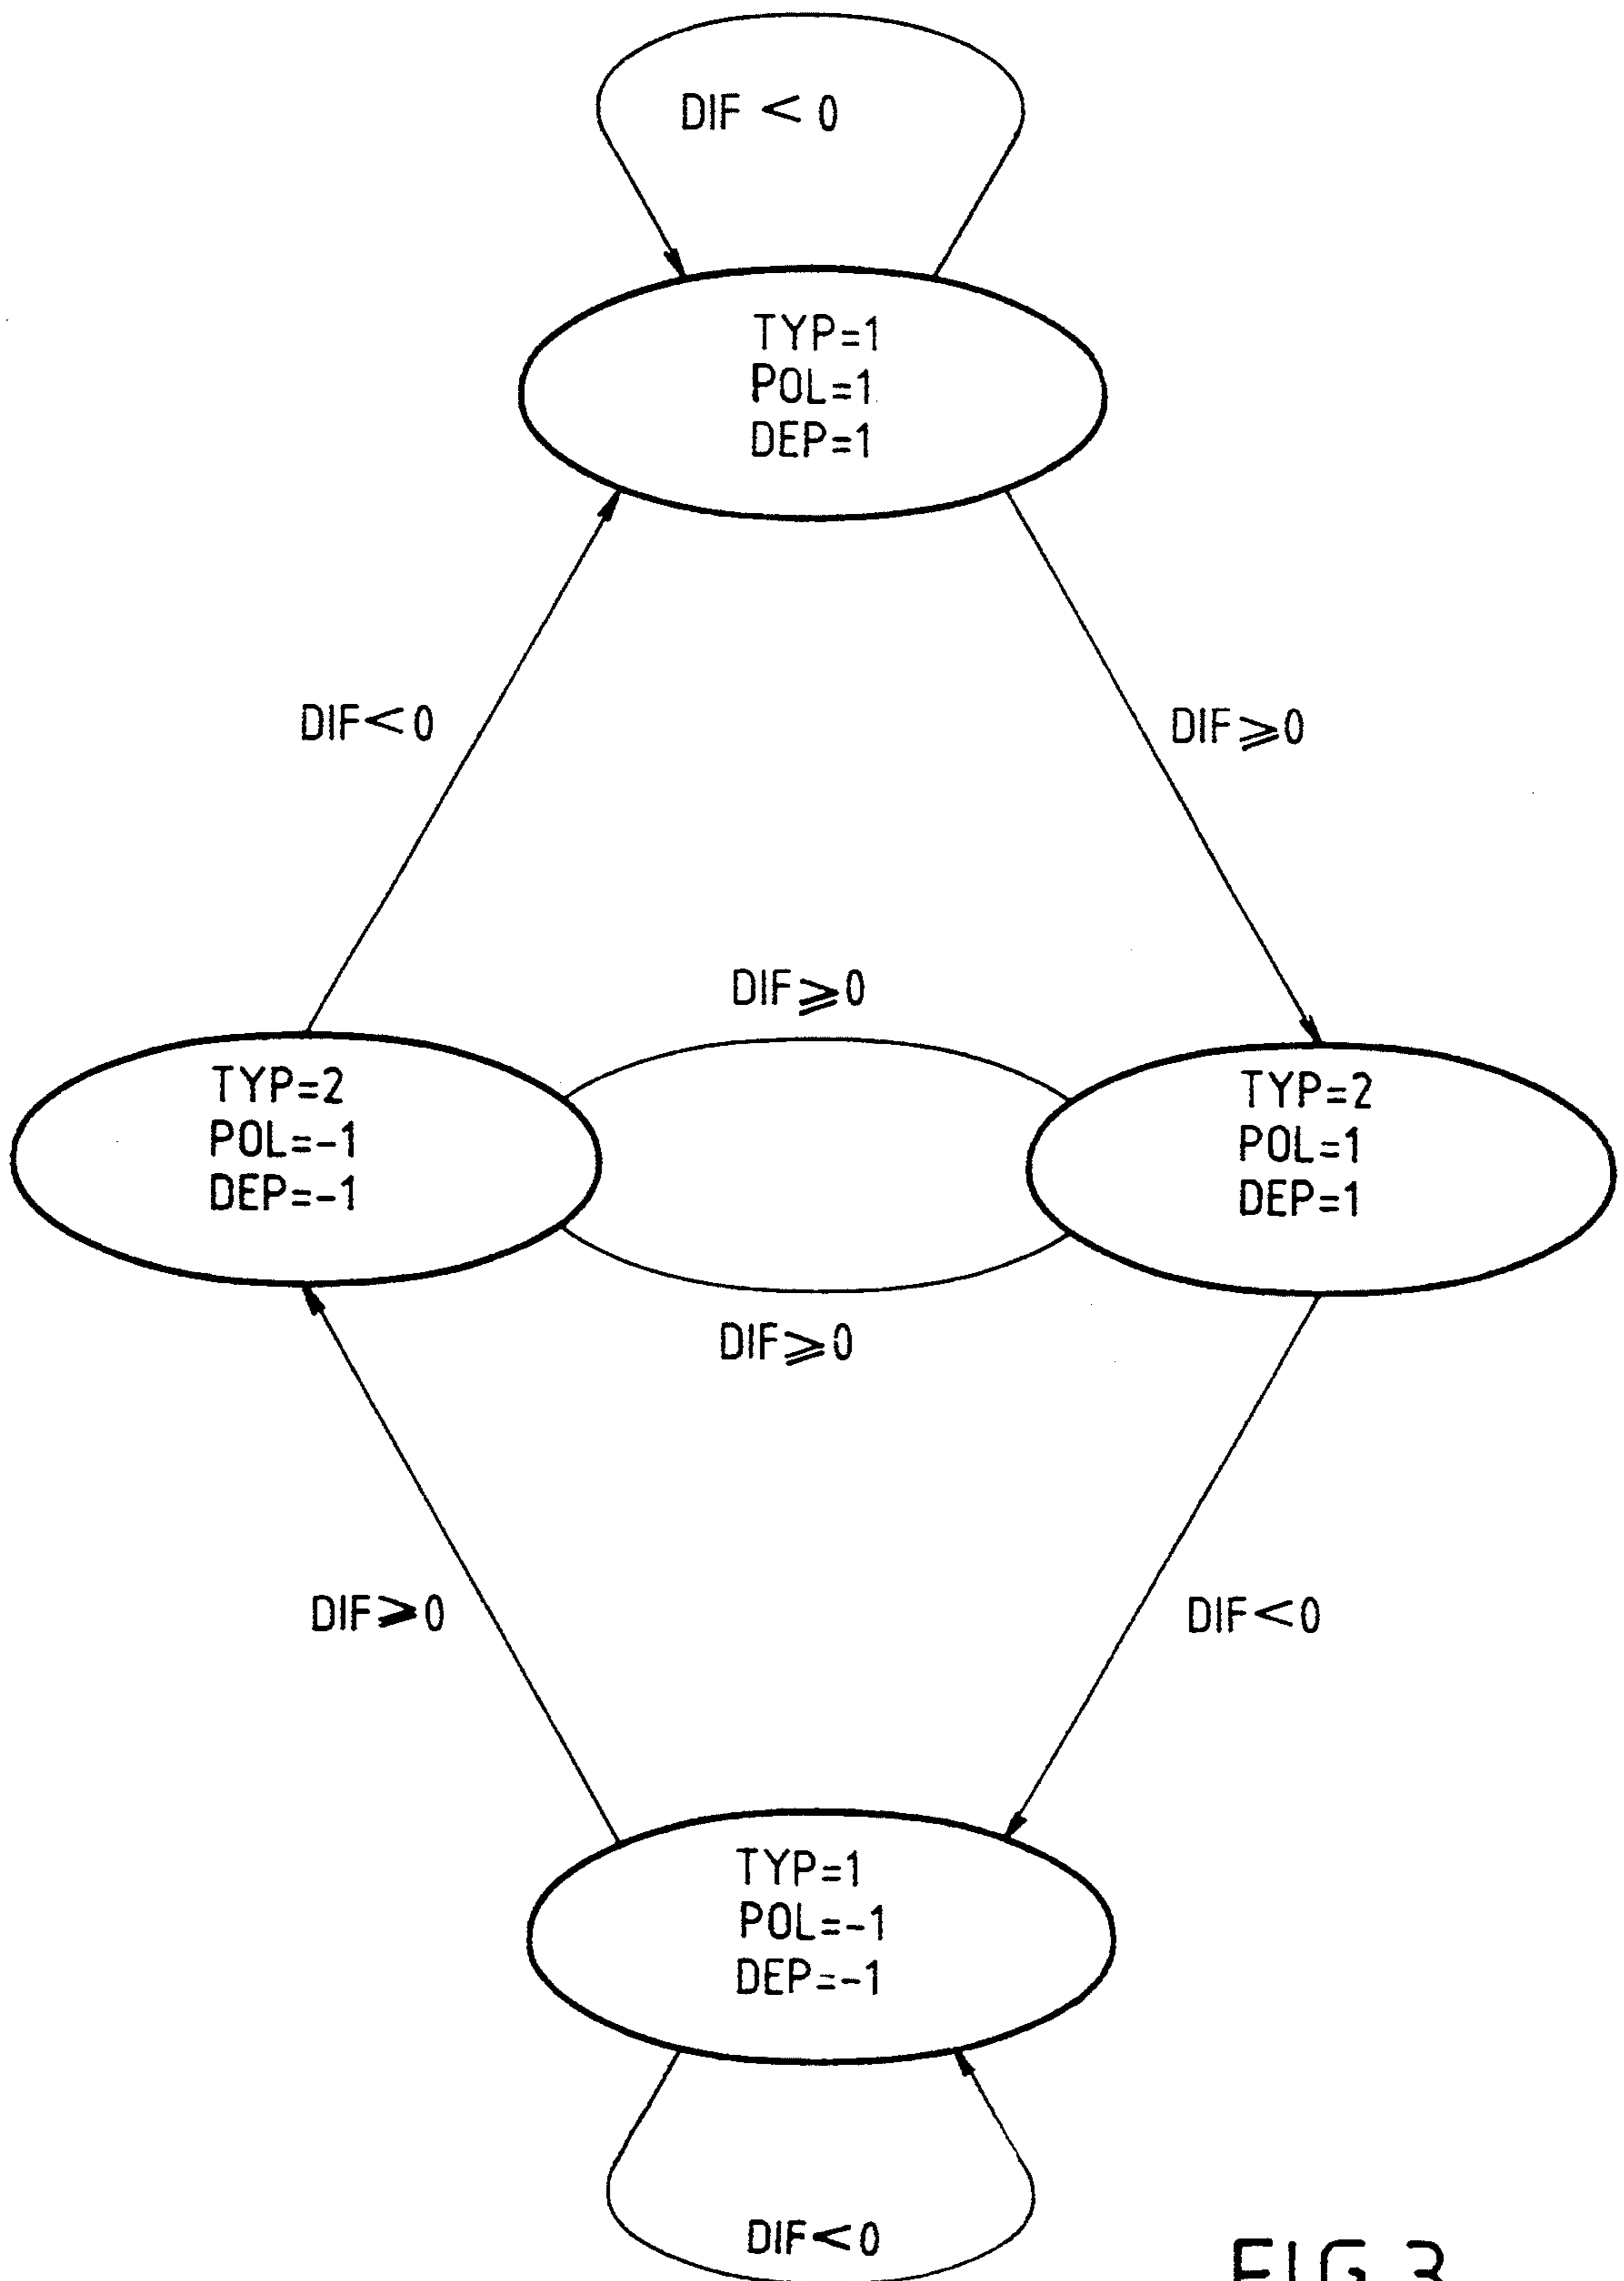 DIF < 0
TYP=1
POL=1
DEP=1
DIF<0
DIF⩾0
DIF⩾0
TYP=2
POL=-1
DEP=-1
TYP=2
POL=1
DEP=1
DIF⩾0
DIF⩾0
DIF<0
TYP=1
POL=-1
DEP=-1
DIF<0
FIG.3